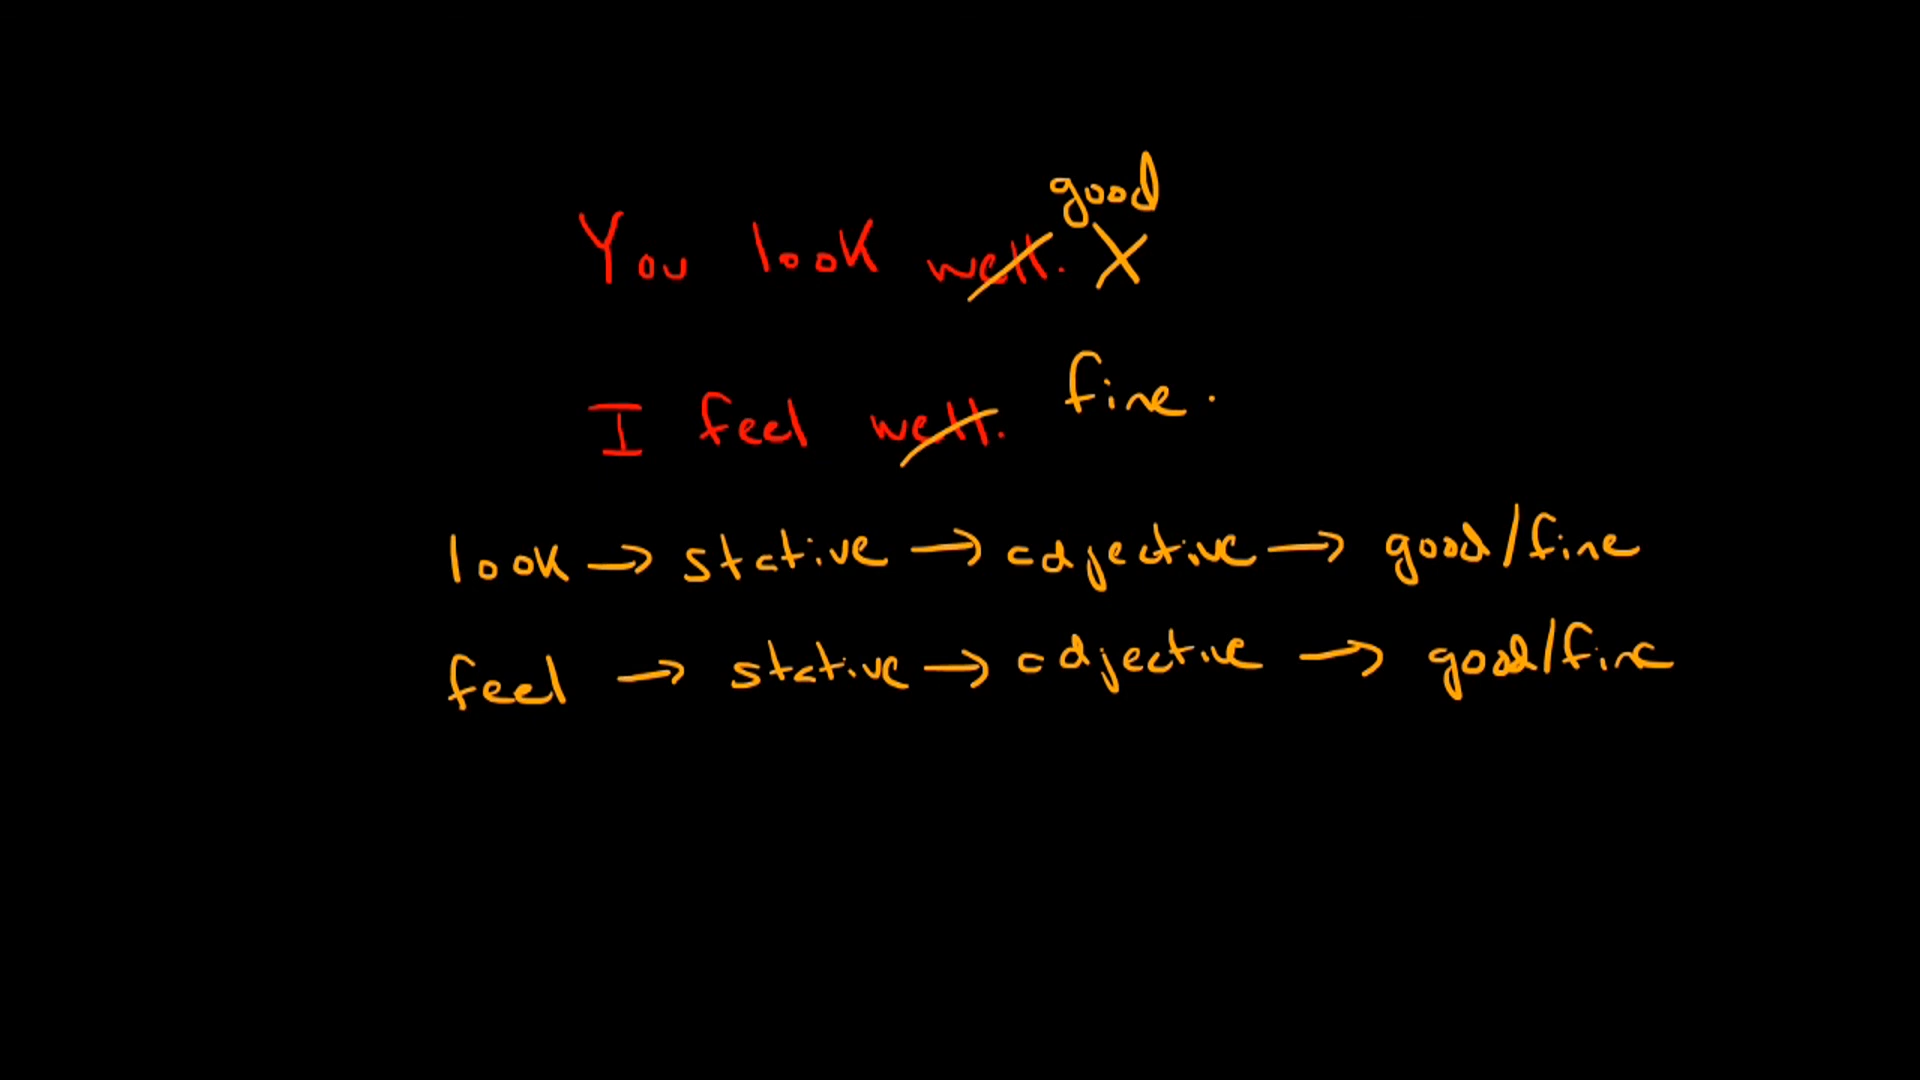 good
You look well. X
I feel well. fine.
look → stative → adjective → good/fine
feel → stative → adjective → good/fine